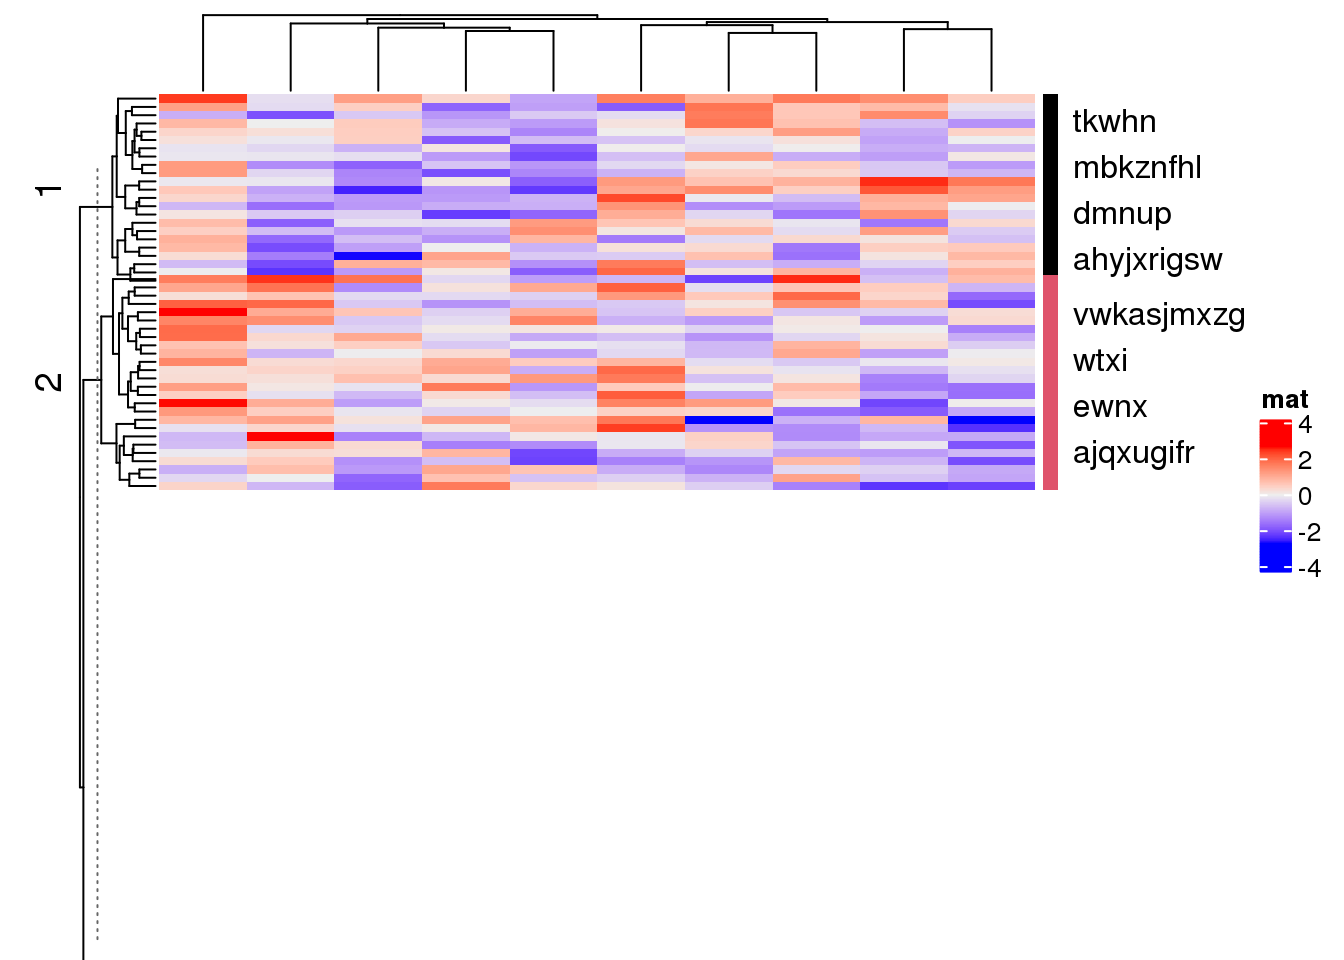 1
2
tkwhn
mbkznfhl
dmnup
ahyjxrigsw
vwkasjmxzg
wtxi
ewnx
ajqxugifr
mat
4
2
0
-2
-4